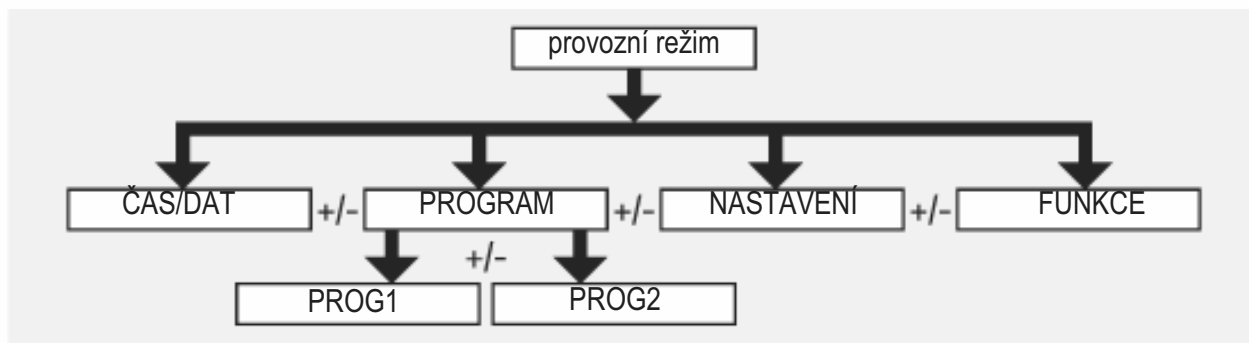 provozní režim
ČAS/DAT +/- PROGRAM +/- NASTAVENÍ +/- FUNKCE
+/-
PROG1 PROG2